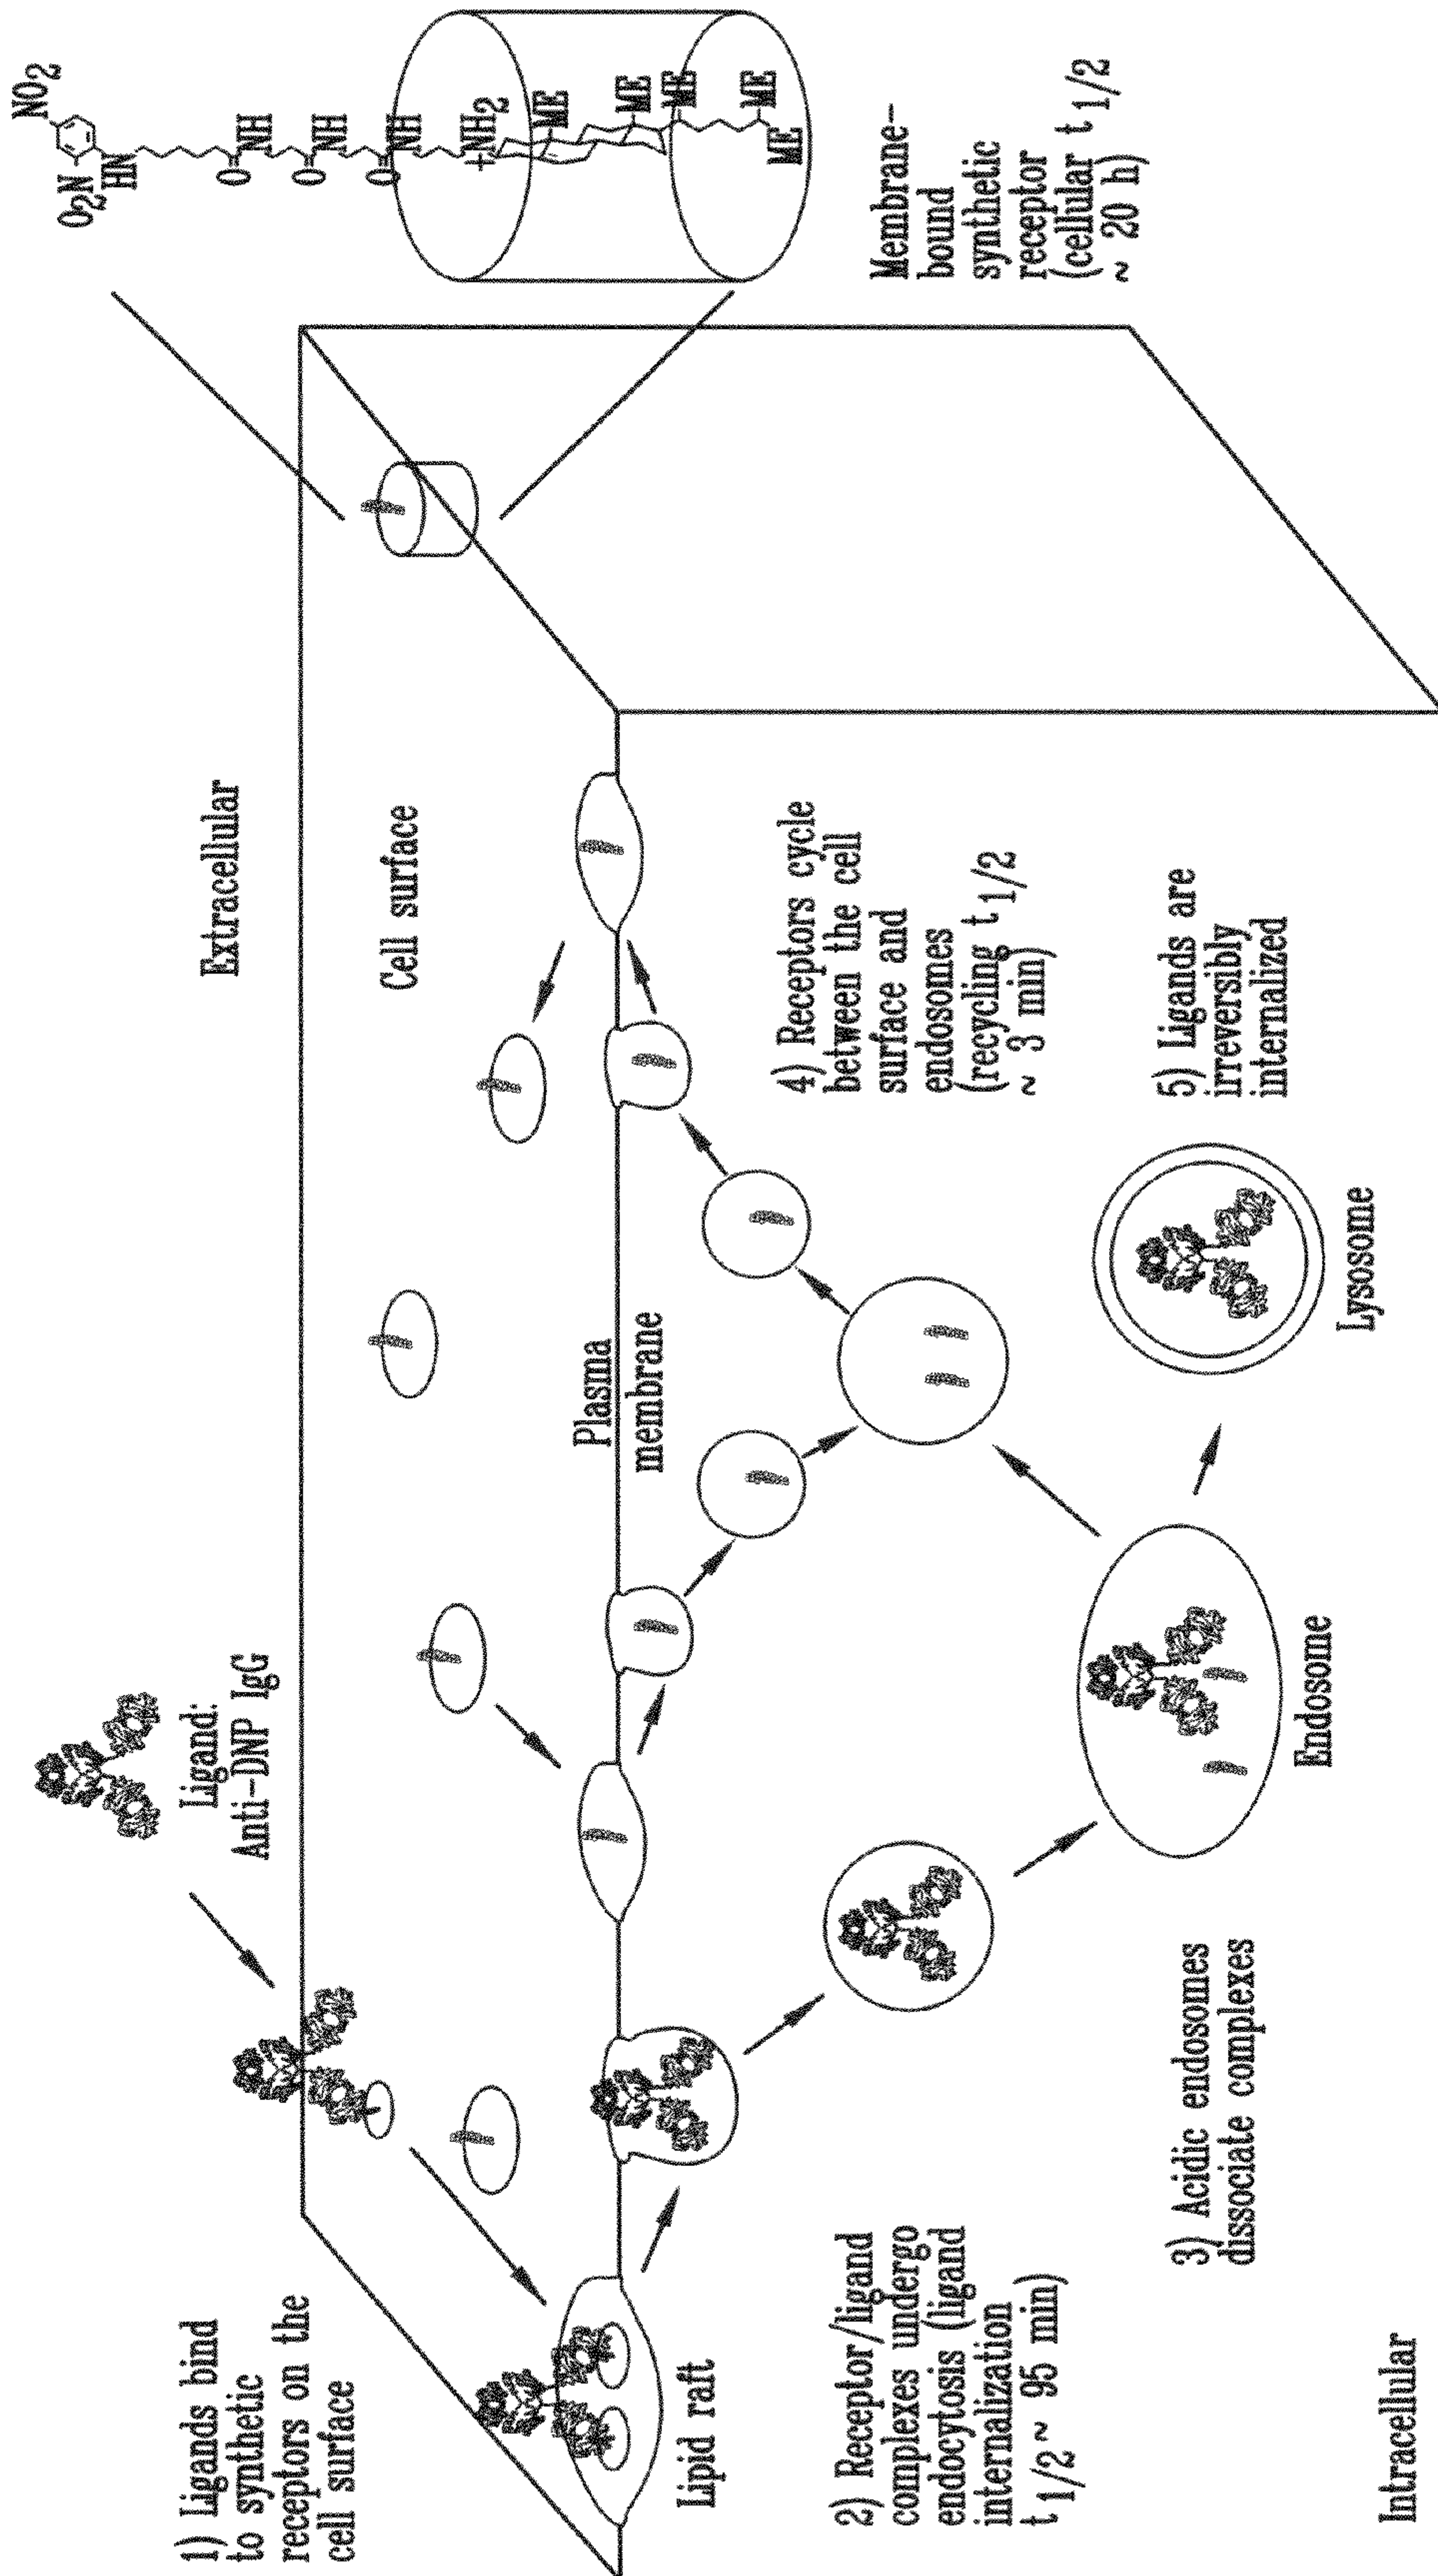 1) Ligands bind
to synthetic
receptors on the
cell surface
Ligand:
Anti-DNP IgG
Extracellular
Cell surface
Plasma
membrane
Lipid raft
2) Receptor/ligand
complexes undergo
endocytosis (ligand
internalization
t1/2 ~ 95 min)
3) Acidic endosomes
dissociate complexes
Endosome
Lysosome
4) Receptors cycle
between the cell
surface and
endosomes
(recycling t1/2
~ 3 min)
5) Ligands are
irreversibly
internalized
Intracellular
NO2
O2N
HN
O
NH
O
NH
O
NH
+NH2
ME
ME
ME
ME
ME
Membrane-
bound
synthetic
receptor
(cellular t1/2
~ 20 h)